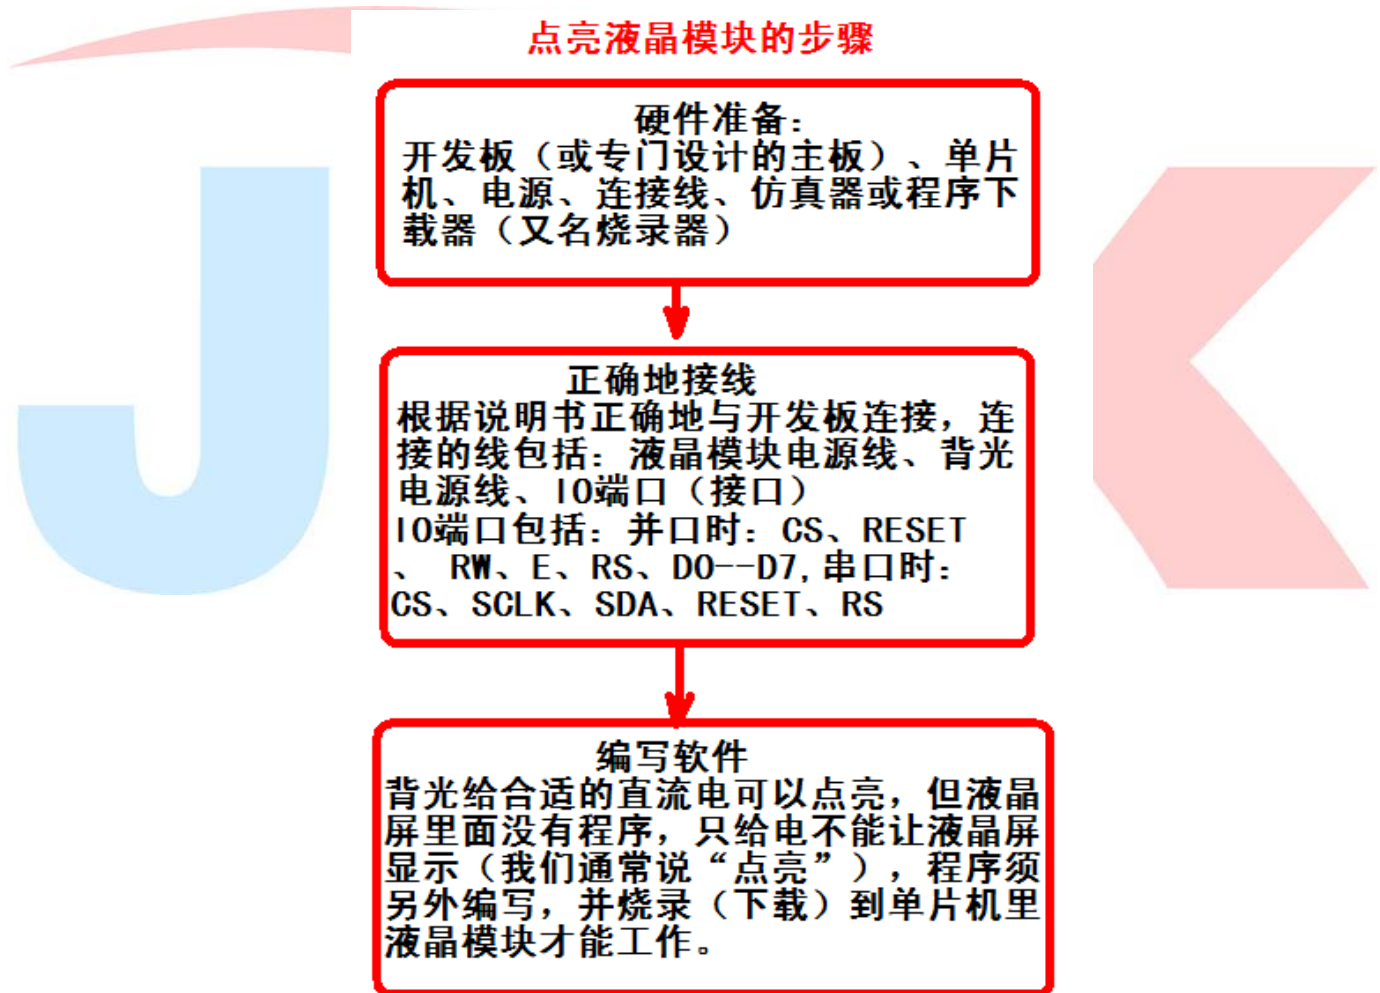 点亮液晶模块的步骤
硬件准备：
开发板（或专门设计的主板）、单片
机、电源、连接线、仿真器或程序下
载器（又名烧录器）
正确地接线
根据说明书正确地与开发板连接，连
接的线包括：液晶模块电源线、背光
电源线、IO端口（接口）
IO端口包括：并口时：CS、RESET
、 RW、E、RS、D0--D7,串口时：
CS、SCLK、SDA、RESET、RS
编写软件
背光给合适的直流电可以点亮，但液晶
屏里面没有程序，只给电不能让液晶屏
显示（我们通常说“点亮”），程序须
另外编写，并烧录（下载）到单片机里
液晶模块才能工作。